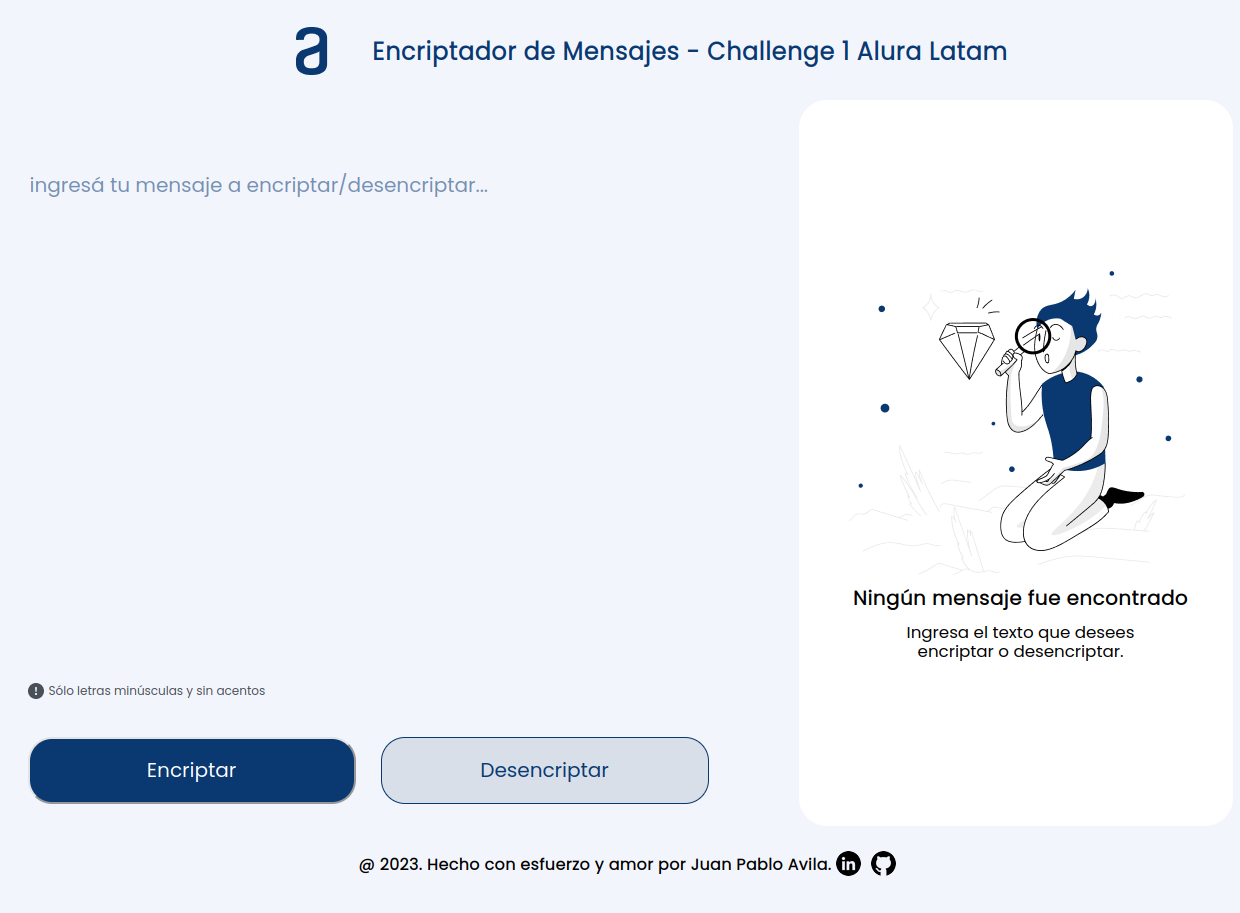 Encriptador de Mensajes - Challenge 1 Alura Latam
ingresá tu mensaje a encriptar/desencriptar...
Ningún mensaje fue encontrado
Ingresa el texto que desees
encriptar o desencriptar.
Sólo letras minúsculas y sin acentos
Encriptar
Desencriptar
@ 2023. Hecho con esfuerzo y amor por Juan Pablo Avila.